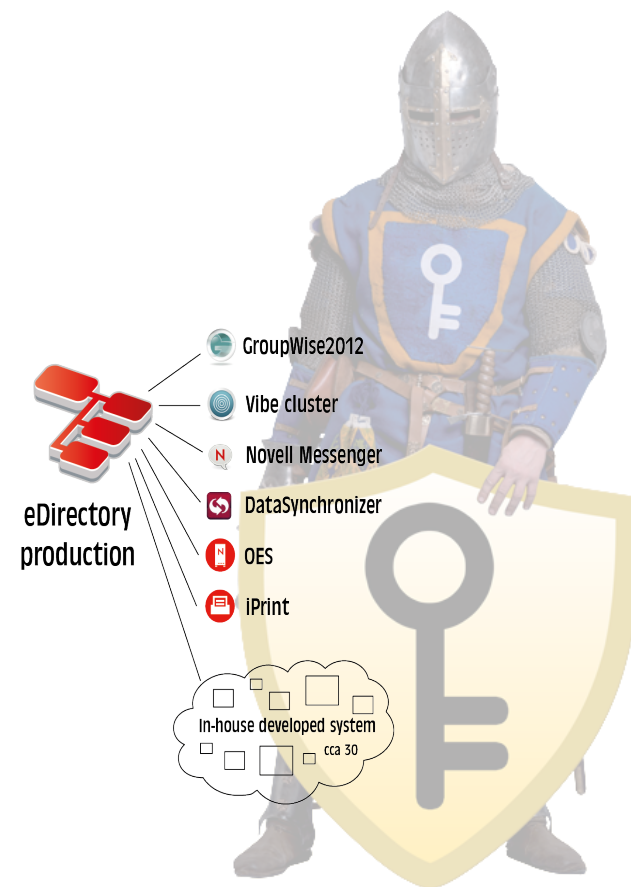 GroupWise2012
Vibe cluster
N
Novell Messenger
DataSynchronizer
eDirectory
production
N
OES
iPrint
In-house developed system
cca 30